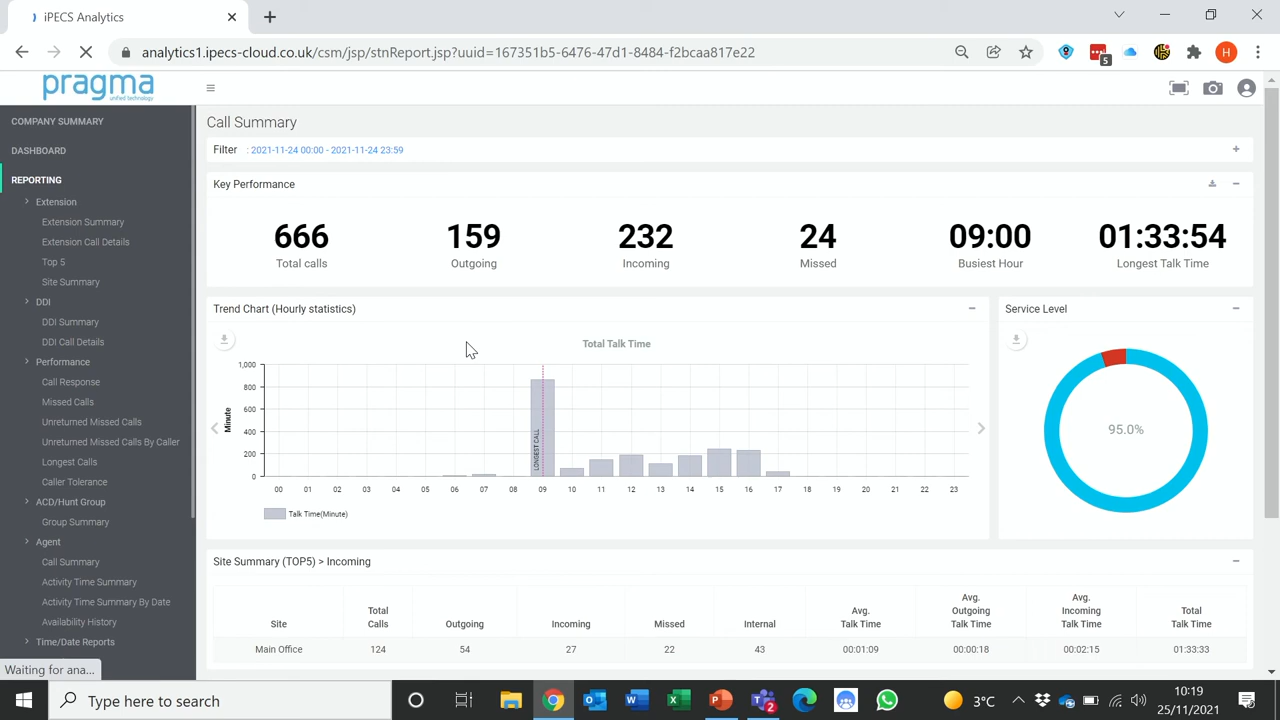 iPECS Analytics
analytics1.ipecs-cloud.co.uk/csm/jsp/stnReport.jsp?uuid=167351b5-6476-47d1-8484-f2bcaa817e22
5
H
pragma
unified technology
COMPANY SUMMARY
DASHBOARD
REPORTING
Extension
Extension Summary
Extension Call Details
Top 5
Site Summary
DDI
DDI Summary
DDI Call Details
Performance
Call Response
Missed Calls
Unreturned Missed Calls
Unreturned Missed Calls By Caller
Longest Calls
Caller Tolerance
ACD/Hunt Group
Group Summary
Agent
Call Summary
Activity Time Summary
Activity Time Summary By Date
Availability History
Time/Date Reports
Waiting for ana...
Call Summary
Filter : 2021-11-24 00:00 - 2021-11-24 23:59
Key Performance
666 159 232 24 09:00 01:33:54
Total calls Outgoing Incoming Missed Busiest Hour Longest Talk Time
Trend Chart (Hourly statistics)
Total Talk Time
1,000
800
600
400
200
0
Minute
LONGEST CALL
00 01 02 03 04 05 06 07 08 09 10 11 12 13 14 15 16 17 18 19 20 21 22 23
Talk Time(Minute)
Service Level
95.0%
Site Summary (TOP5) > Incoming
Site Total Calls Outgoing Incoming Missed Internal Avg. Talk Time Avg. Outgoing Talk Time Avg. Incoming Talk Time Total Talk Time
Main Office 124 54 27 22 43 00:01:09 00:00:18 00:02:15 01:33:33
Type here to search
2
3°C
10:19
25/11/2021